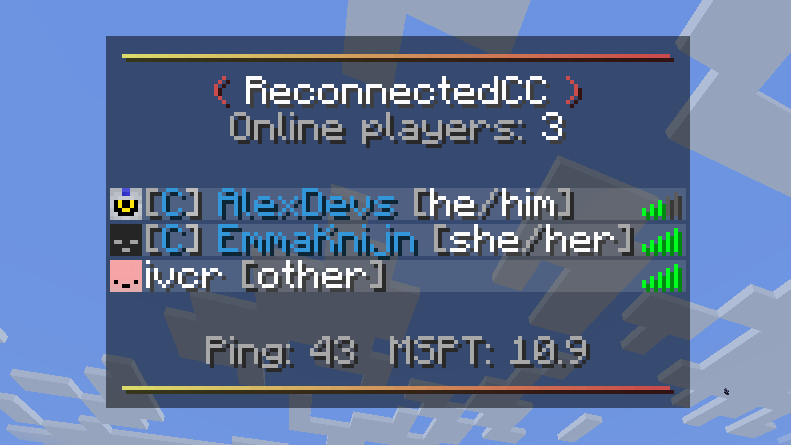 ( ReconnectedCC )
Online players: 3
[C] AlexDevs [he/him]
[C] EmmaKnijn [she/her]
ivcr [other]
Ping: 43 MSPT: 10.9